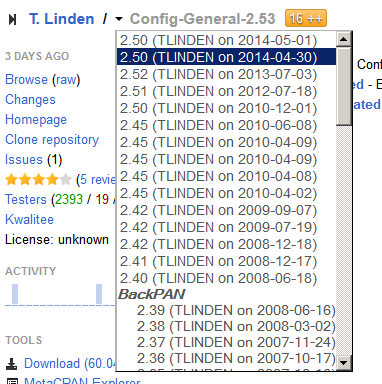 T. Linden / Config-General-2.53 16 ++
3 DAYS AGO
Browse (raw)
Changes
Homepage
Clone repository
Issues (1)
(5 revie
Testers (2393 / 19 /
Kwalitee
License: unknown
ACTIVITY
TOOLS
Download (60.04
MetaCPAN Explorer
2.50 (TLINDEN on 2014-05-01)
2.50 (TLINDEN on 2014-04-30)
2.52 (TLINDEN on 2013-07-03)
2.51 (TLINDEN on 2012-07-18)
2.50 (TLINDEN on 2010-12-01)
2.45 (TLINDEN on 2010-06-08)
2.45 (TLINDEN on 2010-04-09)
2.45 (TLINDEN on 2010-04-09)
2.45 (TLINDEN on 2010-04-09)
2.45 (TLINDEN on 2010-04-02)
2.42 (TLINDEN on 2009-09-07)
2.42 (TLINDEN on 2009-07-19)
2.41 (TLINDEN on 2008-12-18)
2.41 (TLINDEN on 2008-12-17)
2.40 (TLINDEN on 2008-06-18)
BackPAN
2.39 (TLINDEN on 2008-06-16)
2.38 (TLINDEN on 2008-03-02)
2.37 (TLINDEN on 2007-11-24)
2.36 (TLINDEN on 2007-10-17)
Conf
ed - E
ated